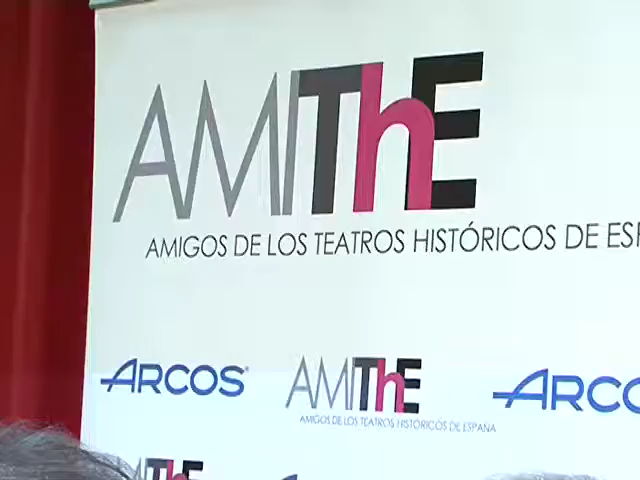 AMIThE
AMIGOS DE LOS TEATROS HISTÓRICOS DE ESP
ARCOS AMIThE ARCO
AMIGOS DE LOS TEATROS HISTÓRICOS DE ESPAÑA